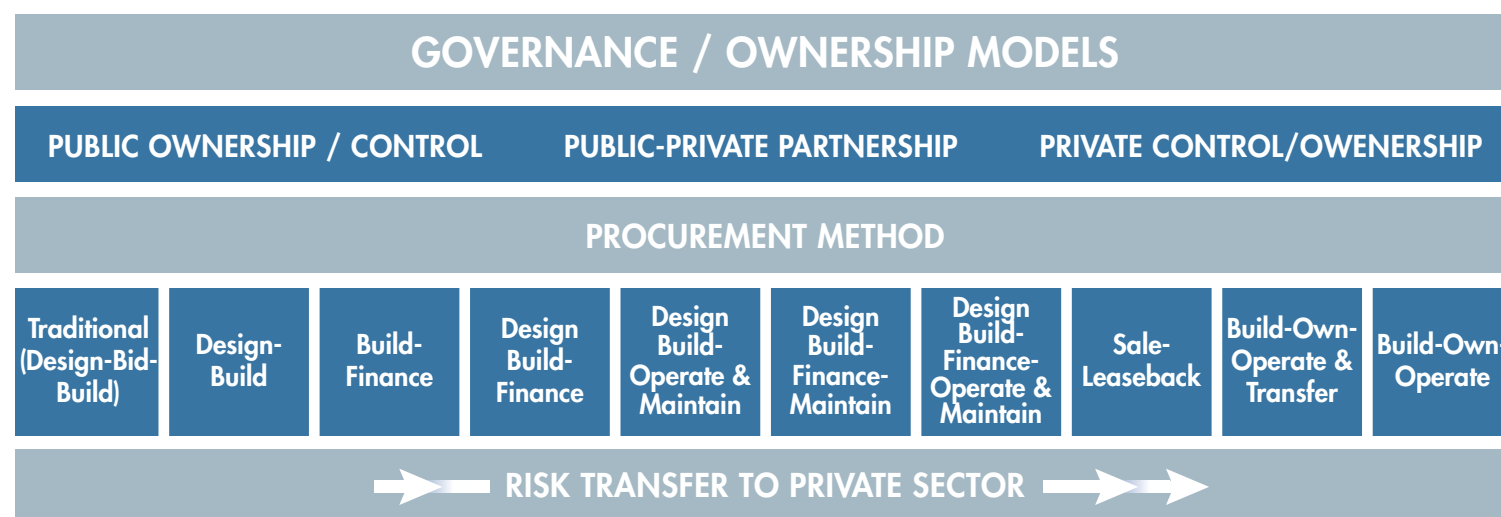 GOVERNANCE / OWNERSHIP MODELS
PUBLIC OWNERSHIP / CONTROL
PUBLIC-PRIVATE PARTNERSHIP
PRIVATE CONTROL/OWENERSHIP
PROCUREMENT METHOD
Traditional
(Design-Bid-
Build)
Design-
Build
Build-
Finance
Design
Build-
Finance
Design
Build-
Operate &
Maintain
Design
Build-
Finance-
Maintain
Design
Build-
Finance-
Operate &
Maintain
Sale-
Leaseback
Build-Own-
Operate &
Transfer
Build-Own-
Operate
RISK TRANSFER TO PRIVATE SECTOR